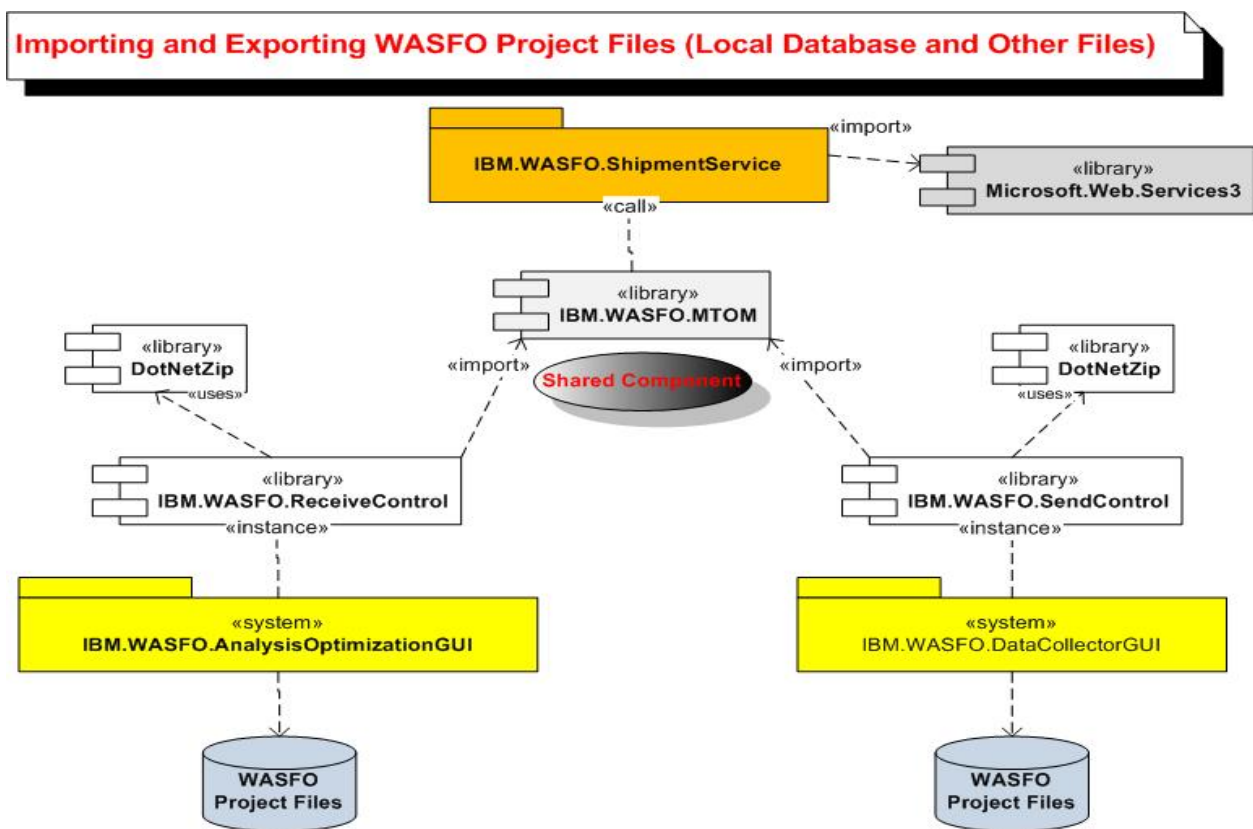 Importing and Exporting WASFO Project Files (Local Database and Other Files)
«import»
IBM.WASFO.ShipmentService
«library»
Microsoft.Web.Services3
«call»
«library»
IBM.WASFO.MTOM
«library»
DotNetZip
«uses»
«import»
Shared Component
«import»
«library»
DotNetZip
«uses»
«library»
IBM.WASFO.ReceiveControl
«instance»
«library»
IBM.WASFO.SendControl
«instance»
«system»
IBM.WASFO.AnalysisOptimizationGUI
«system»
IBM.WASFO.DataCollectorGUI
WASFO
Project Files
WASFO
Project Files